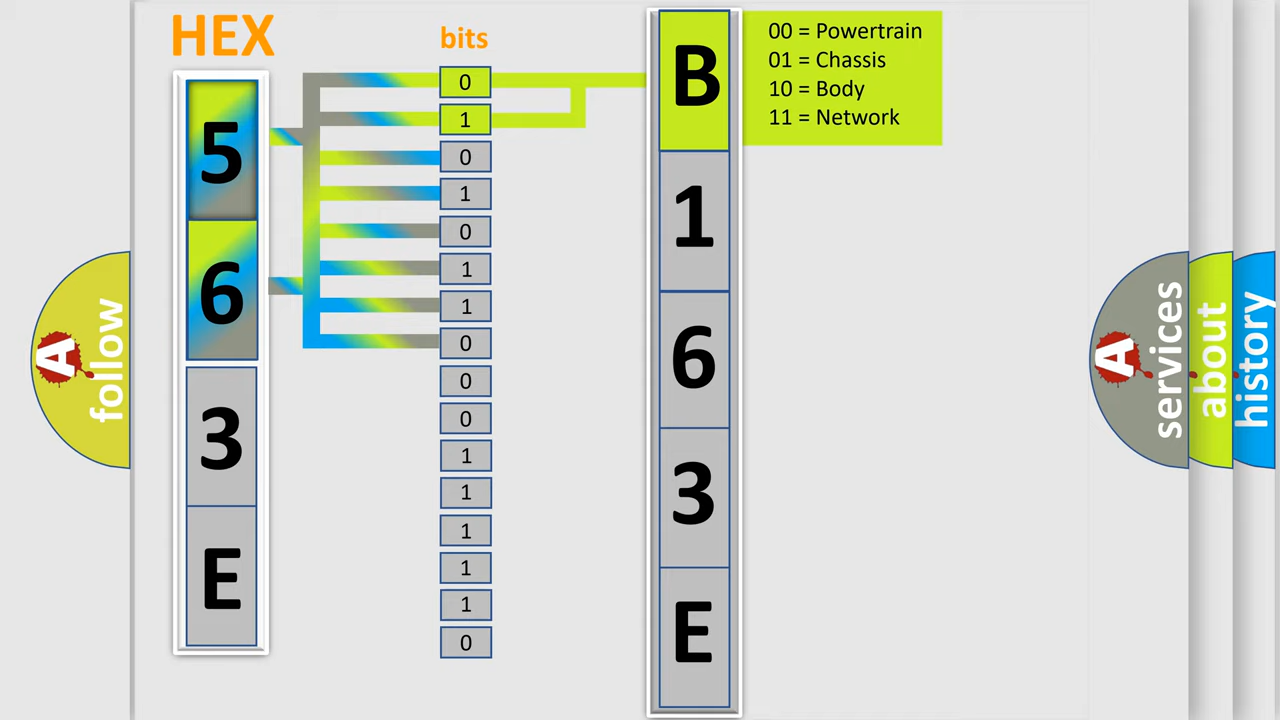 HEX
bits
5
6
3
E
0
1
0
1
0
1
1
0
0
0
1
1
1
1
1
0
B
1
6
3
E
00 = Powertrain
01 = Chassis
10 = Body
11 = Network
A
follow
A
services
about
history